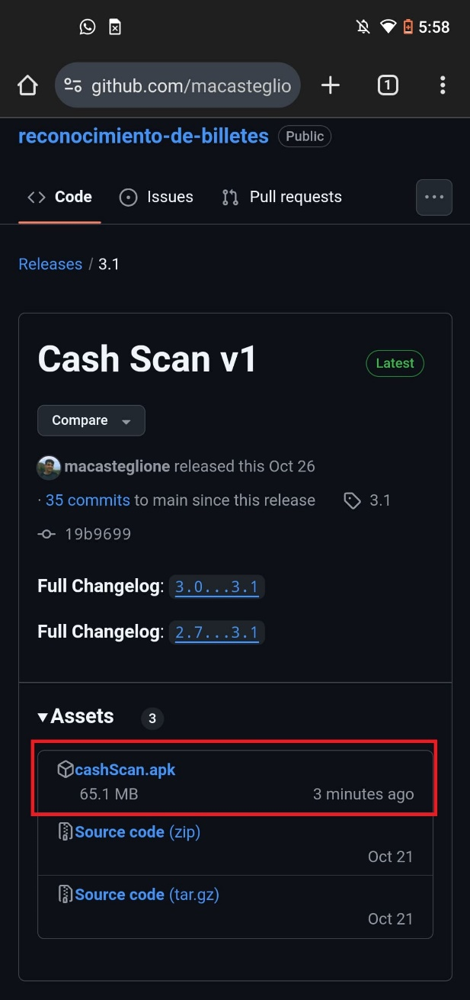 5:58
github.com/macasteglio
1
reconocimiento-de-billetes Public
Code Issues Pull requests
Releases / 3.1
Cash Scan v1 Latest
Compare
macasteglione released this Oct 26
· 35 commits to main since this release 3.1
19b9699
Full Changelog: 3.0...3.1
Full Changelog: 2.7...3.1
Assets 3
cashScan.apk
65.1 MB 3 minutes ago
Source code (zip)
Oct 21
Source code (tar.gz)
Oct 21